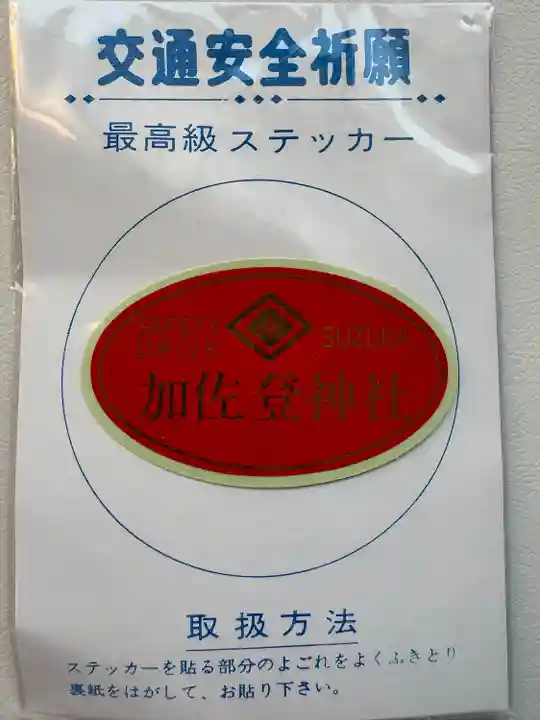 交通安全祈願
最高級ステッカー
SAFETY DRIVE
SUZUKA
加佐登神社
取扱方法
ステッカーを貼る部分のよごれをよくふきとり
裏紙をはがして、お貼り下さい。